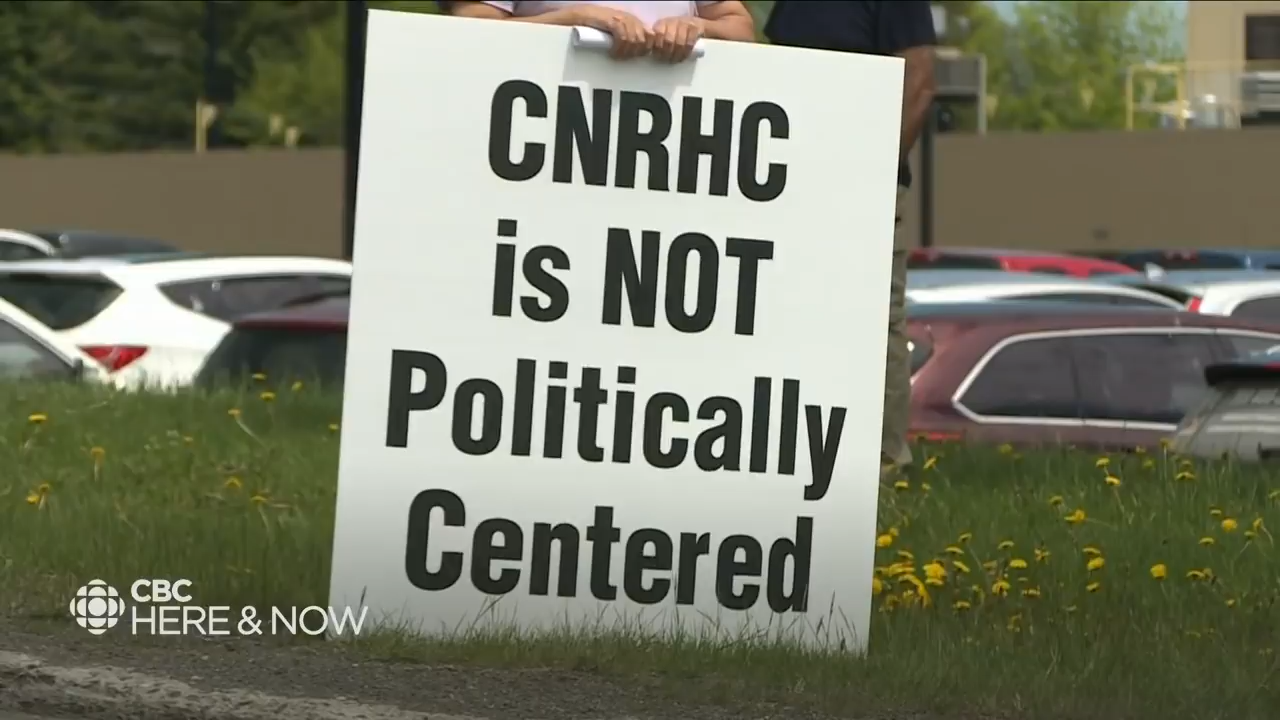 CNRHC
is NOT
Politically
Centered
CBC
HERE & NOW